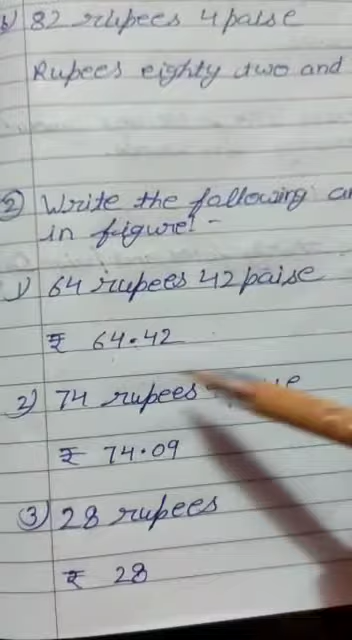 b) 82 rupees 4 paise
Rupees eighty two and
2) Write the following
in figure:-
1) 64 rupees 42 paise
₹ 64.42
2) 74 rupees
₹ 74.09
3) 28 rupees
₹ 28